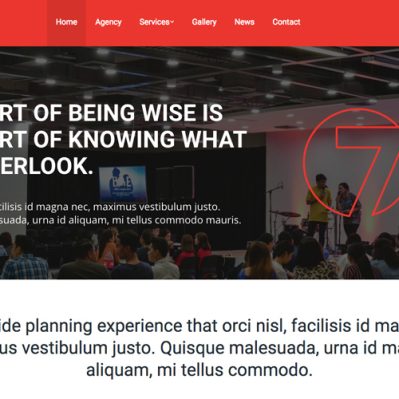 Home Agency Services Gallery News Contact
RT OF BEING WISE IS
RT OF KNOWING WHAT
ERLOOK.
cilisis id magna nec, maximus vestibulum justo.
suada, urna id aliquam, mi tellus commodo mauris.
7
ide planning experience that orci nisl, facilisis id ma
us vestibulum justo. Quisque malesuada, urna id m
aliquam, mi tellus commodo.